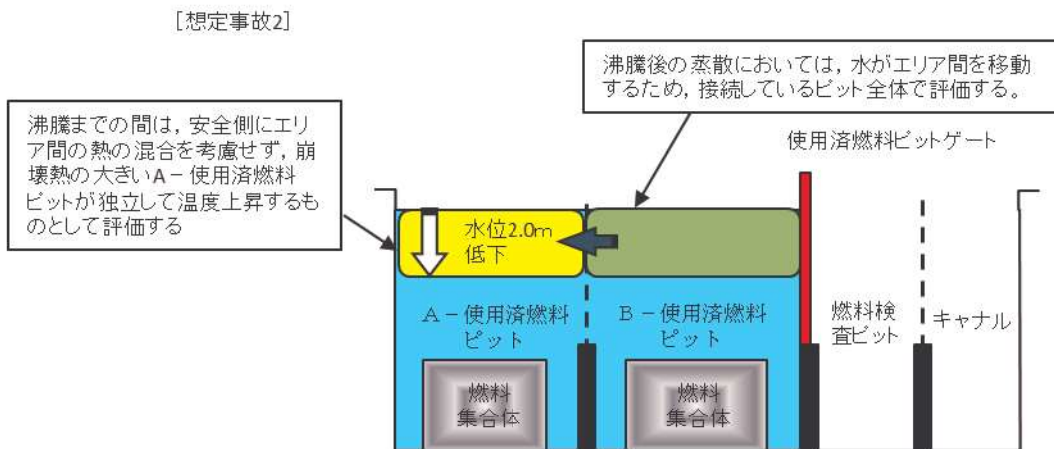 ［想定事故2］
沸騰後の蒸散においては，水がエリア間を移動
するため，接続しているピット全体で評価する。
沸騰までの間は，安全側にエリ
ア間の熱の混合を考慮せず，崩
壊熱の大きいA－使用済燃料
ピットが独立して温度上昇するも
のとして評価する
使用済燃料ピットゲート
水位2.0m
低下
A－使用済燃料
ピット
B－使用済燃料
ピット
燃料検
査ピット
キャナル
燃料
集合体
燃料
集合体